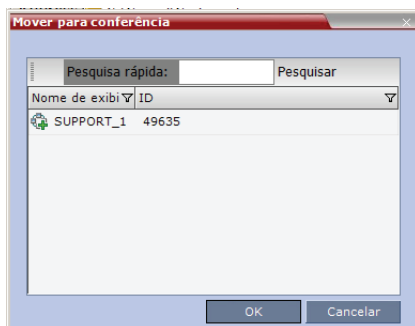 Mover para conferência
Pesquisa rápida: Pesquisar
Nome de exibi ID
SUPPORT_1 49635
OK Cancelar